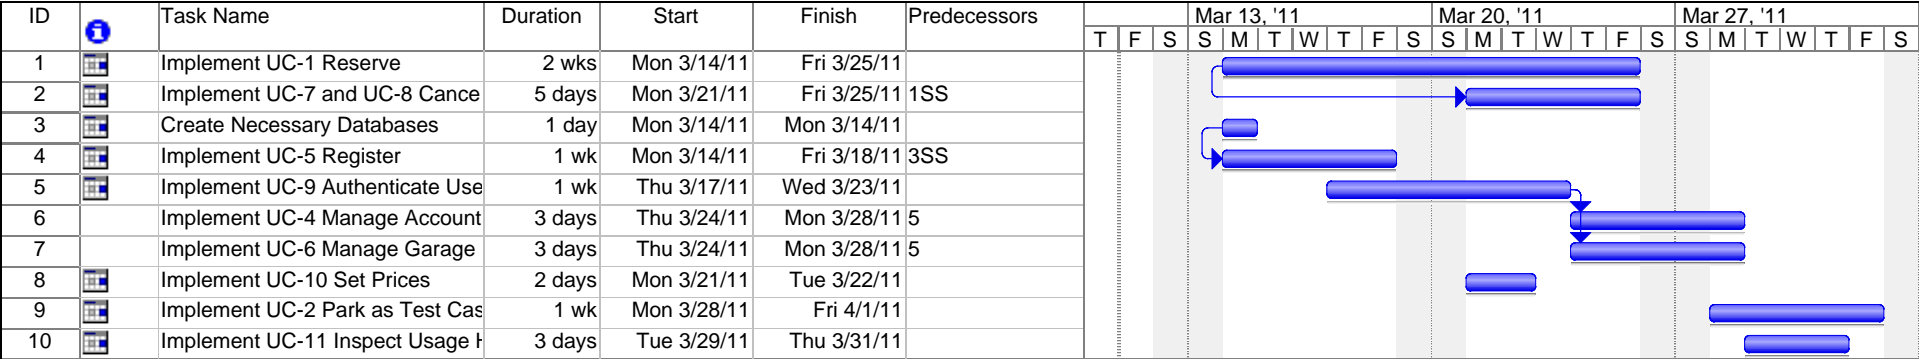 ID Task Name Duration Start Finish Predecessors Mar 13, '11 Mar 20, '11 Mar 27, '11
T F S S M T W T F S S M T W T F S S M T W T F S
1 Implement UC-1 Reserve 2 wks Mon 3/14/11 Fri 3/25/11
2 Implement UC-7 and UC-8 Cance 5 days Mon 3/21/11 Fri 3/25/11 1SS
3 Create Necessary Databases 1 day Mon 3/14/11 Mon 3/14/11
4 Implement UC-5 Register 1 wk Mon 3/14/11 Fri 3/18/11 3SS
5 Implement UC-9 Authenticate Use 1 wk Thu 3/17/11 Wed 3/23/11
6 Implement UC-4 Manage Account 3 days Thu 3/24/11 Mon 3/28/11 5
7 Implement UC-6 Manage Garage 3 days Thu 3/24/11 Mon 3/28/11 5
8 Implement UC-10 Set Prices 2 days Mon 3/21/11 Tue 3/22/11
9 Implement UC-2 Park as Test Cas 1 wk Mon 3/28/11 Fri 4/1/11
10 Implement UC-11 Inspect Usage H 3 days Tue 3/29/11 Thu 3/31/11